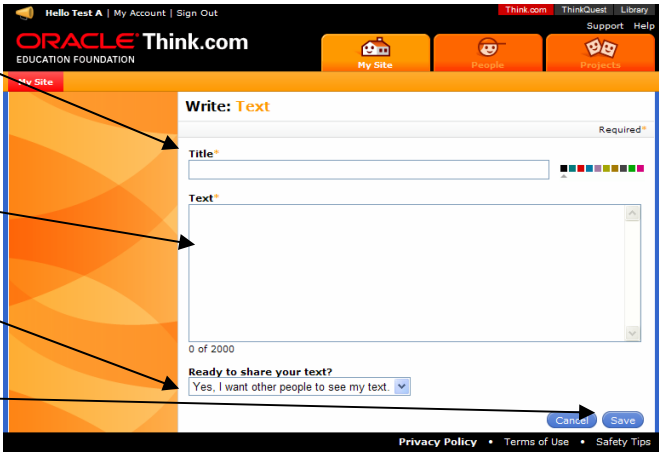 Hello Test A | My Account | Sign Out
Think.com ThinkQuest Library
Support Help
ORACLE Think.com
EDUCATION FOUNDATION
My Site People Projects
My Site
Write: Text
Required*
Title*
Text*
0 of 2000
Ready to share your text?
Yes, I want other people to see my text.
Cancel Save
Privacy Policy • Terms of Use • Safety Tips